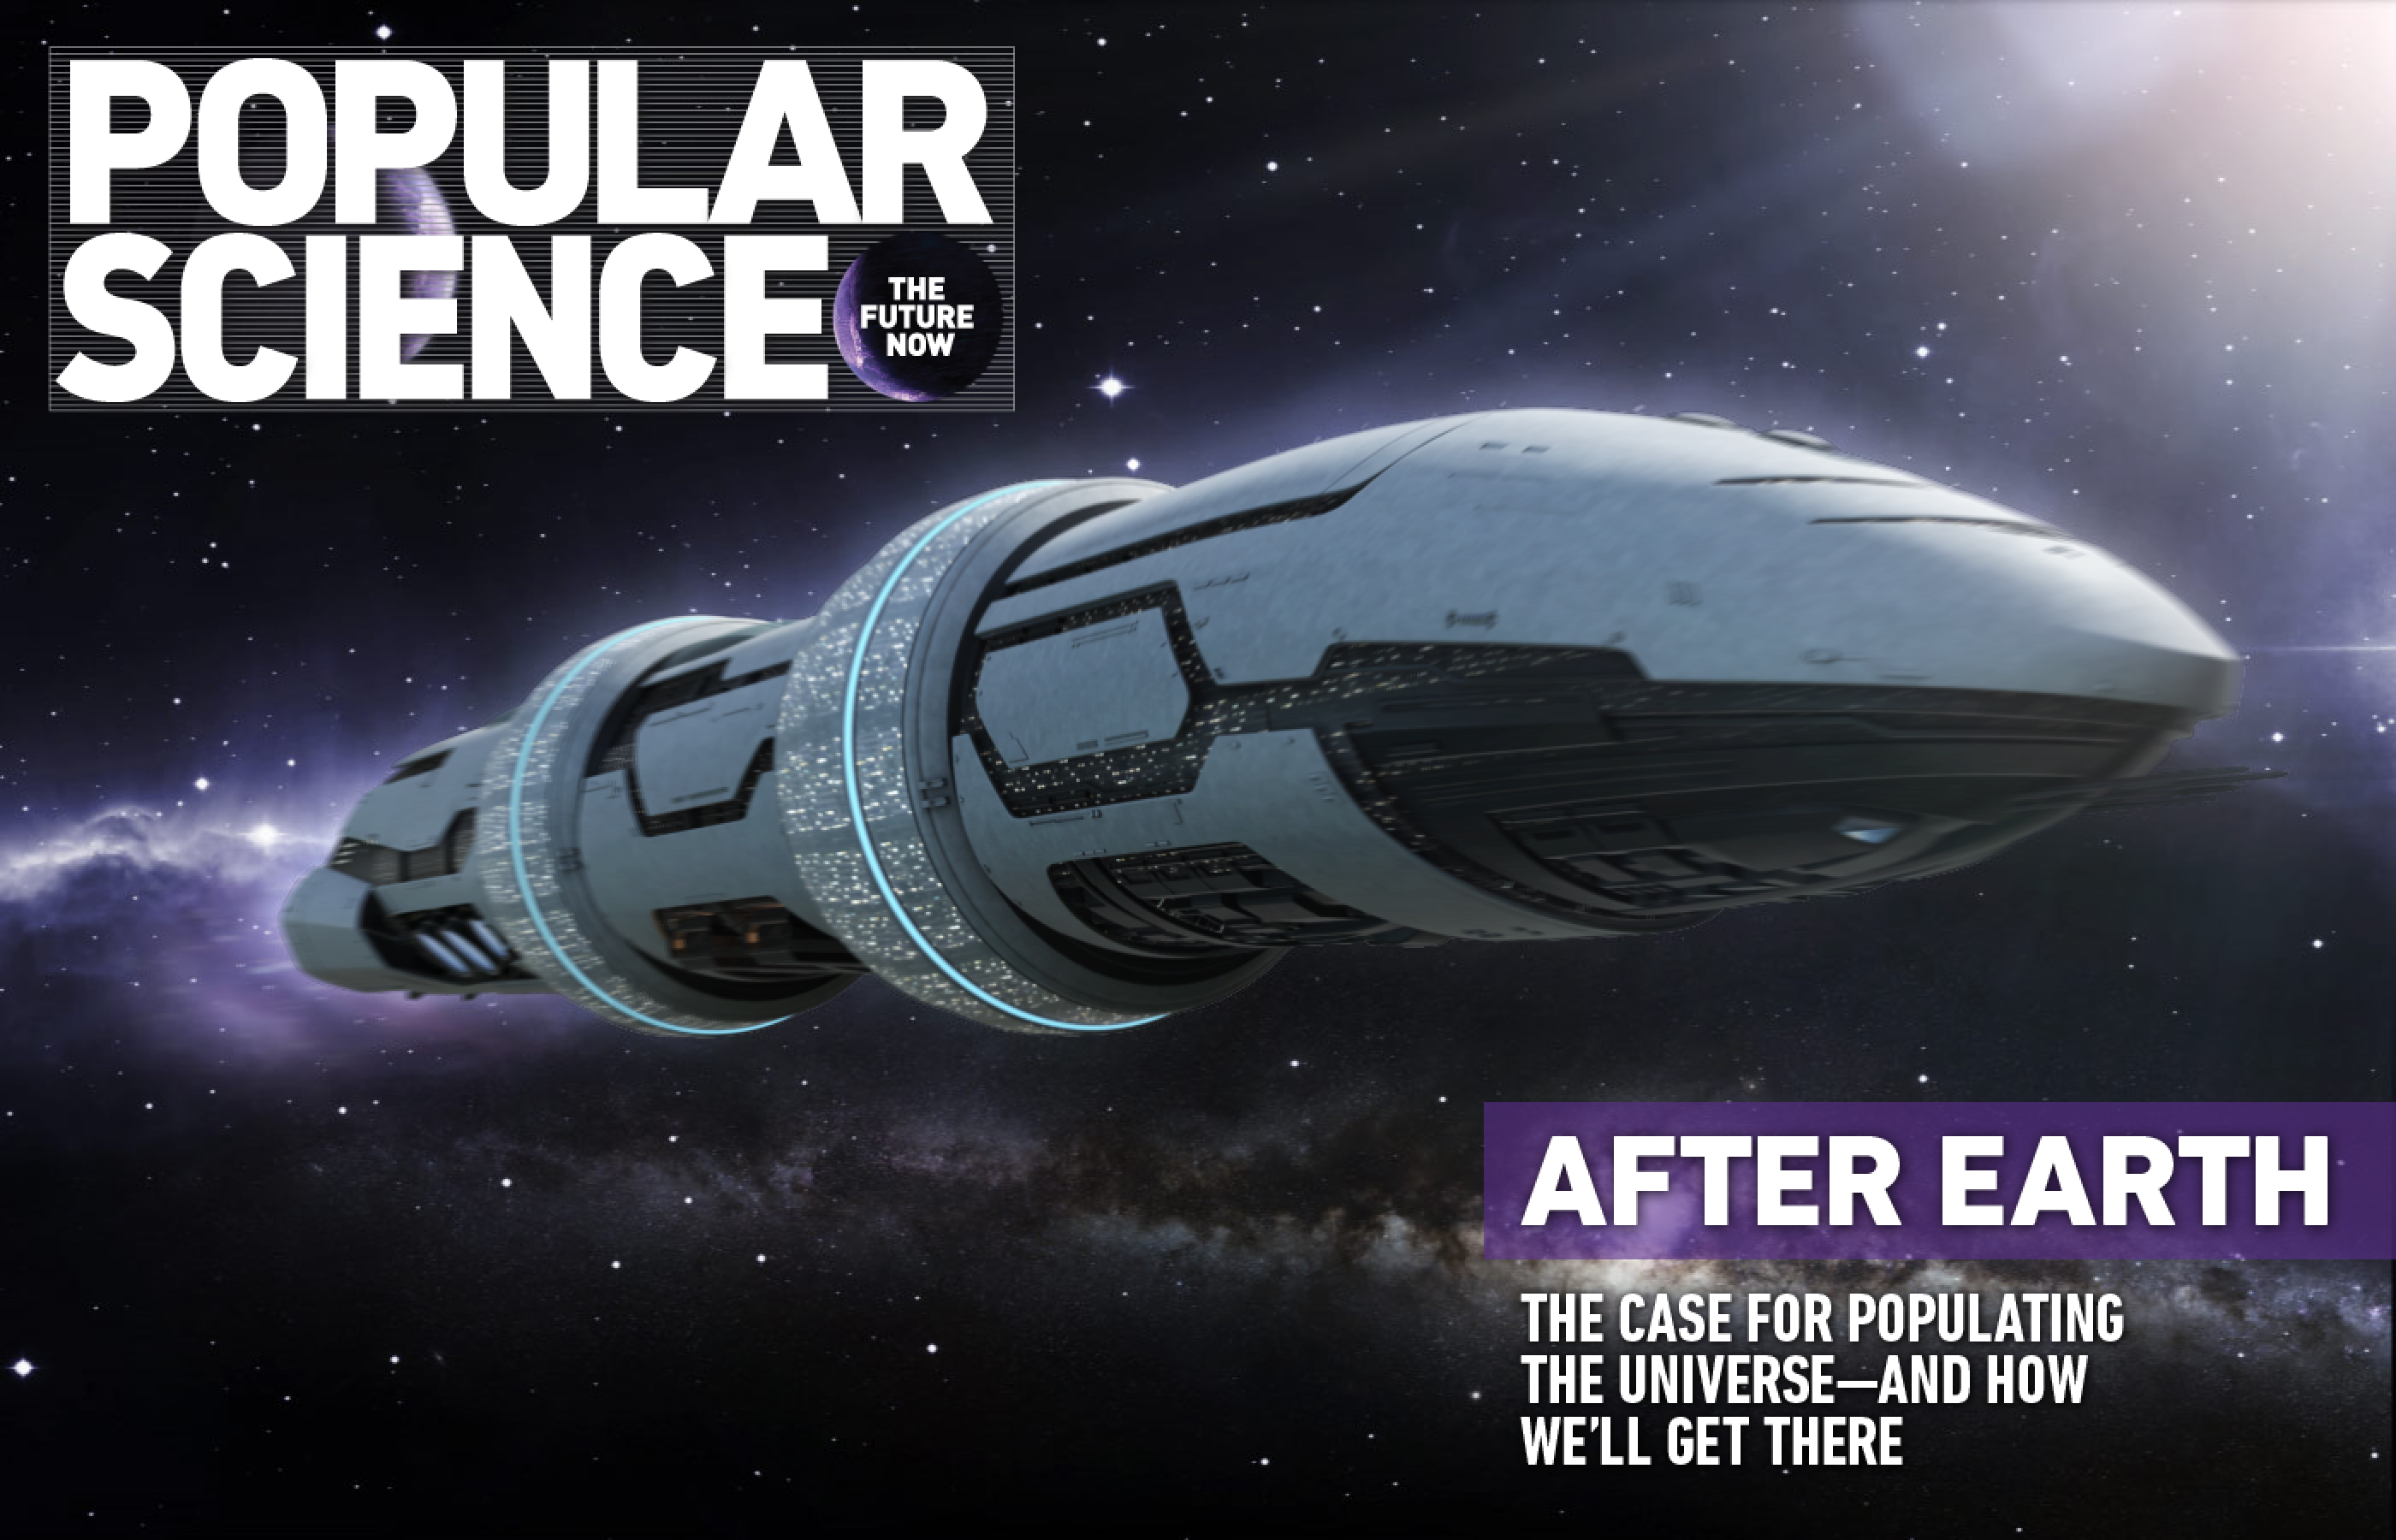 POPULAR
SCIENCE
THE
FUTURE
NOW
AFTER EARTH
THE CASE FOR POPULATING
THE UNIVERSE—AND HOW
WE'LL GET THERE